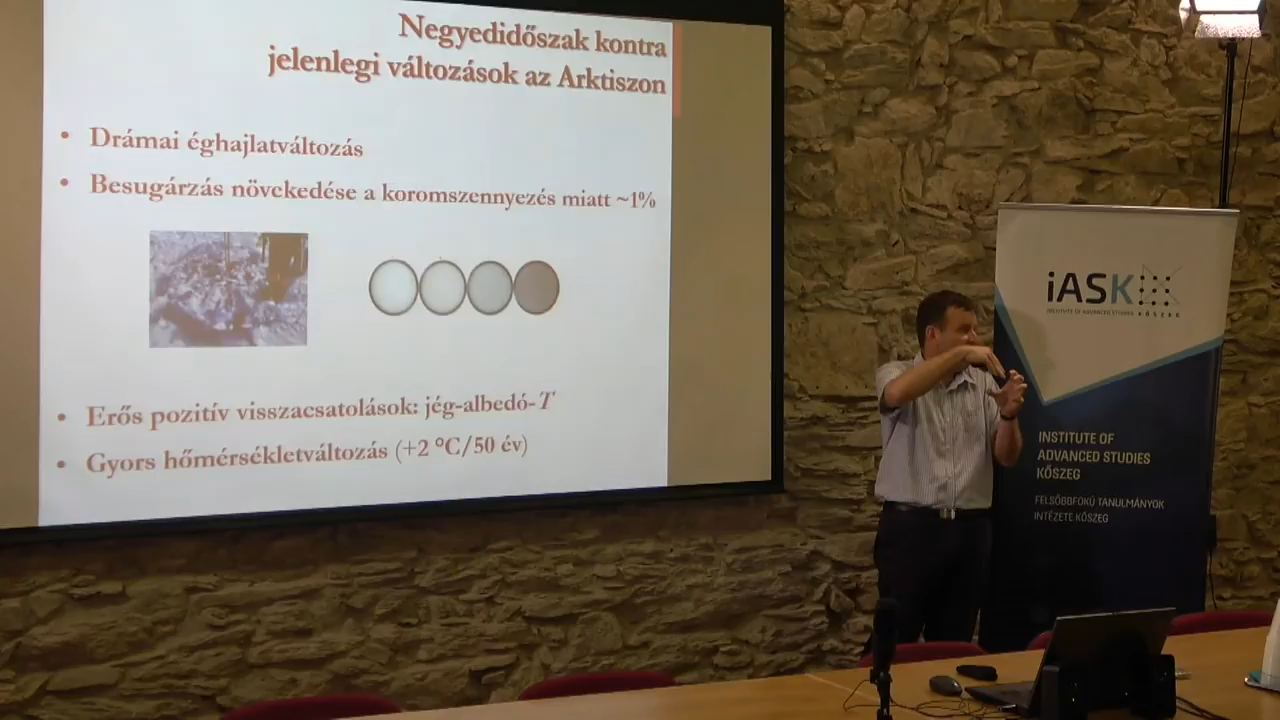 Negyedidőszak kontra
jelenlegi változások az Arktiszon
• Drámai éghajlatváltozás
• Besugárzás növekedése a koromszennyezés miatt ~1%
• Erős pozitív visszacsatolások: jég-albedó-T
• Gyors hőmérsékletváltozás (+2 °C/50 év)
iASK
INSTITUTE OF ADVANCED STUDIES KŐSZEG
INSTITUTE OF
ADVANCED STUDIES
KŐSZEG
FELSŐBBFOKÚ TANULMÁNYOK
INTÉZETE KŐSZEG